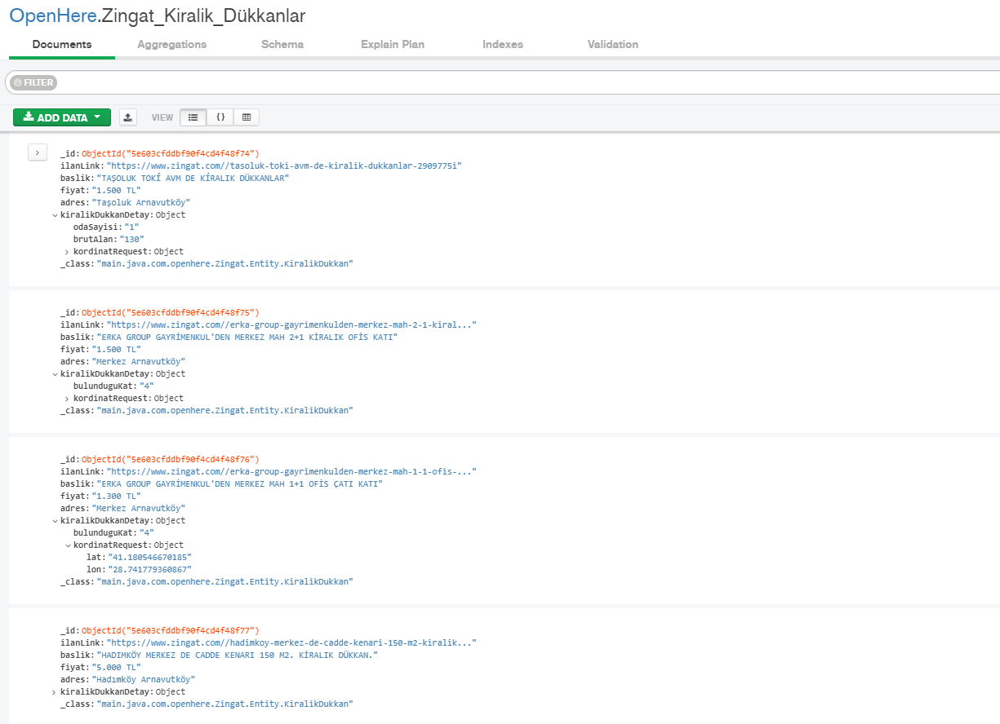 OpenHere.Zingat_Kiralik_Dükkanlar
Documents Aggregations Schema Explain Plan Indexes Validation
FILTER
ADD DATA VIEW { }
_id:ObjectId("5e603cfddbf90f4cd4f48f74")
ilanLink:"https://www.zingat.com//tasoluk-toki-avm-de-kiralik-dukkanlar-2909775i"
baslik:"TAŞOLUK TOKİ AVM DE KİRALIK DÜKKANLAR"
fiyat:"1.500 TL"
adres:"Taşoluk Arnavutköy"
kiralikDukkanDetay:Object
odaSayisi:"1"
brutAlan:"130"
kordinatRequest:Object
_class:"main.java.com.openhere.Zingat.Entity.KiralikDukkan"
_id:ObjectId("5e603cfddbf90f4cd4f48f75")
ilanLink:"https://www.zingat.com//erka-group-gayrimenkulden-merkez-mah-2-1-kiral..."
baslik:"ERKA GROUP GAYRİMENKUL'DEN MERKEZ MAH 2+1 KİRALIK OFİS KATI"
fiyat:"1.500 TL"
adres:"Merkez Arnavutköy"
kiralikDukkanDetay:Object
bulunduguKat:"4"
kordinatRequest:Object
_class:"main.java.com.openhere.Zingat.Entity.KiralikDukkan"
_id:ObjectId("5e603cfddbf90f4cd4f48f76")
ilanLink:"https://www.zingat.com//erka-group-gayrimenkulden-merkez-mah-1-1-ofis-..."
baslik:"ERKA GROUP GAYRİMENKUL'DEN MERKEZ MAH 1+1 OFİS ÇATI KATI"
fiyat:"1.300 TL"
adres:"Merkez Arnavutköy"
kiralikDukkanDetay:Object
bulunduguKat:"4"
kordinatRequest:Object
lat:"41.180546670185"
lon:"28.741779360867"
_class:"main.java.com.openhere.Zingat.Entity.KiralikDukkan"
_id:ObjectId("5e603cfddbf90f4cd4f48f77")
ilanLink:"https://www.zingat.com//hadimkoy-merkez-de-cadde-kenari-150-m2-kiralik..."
baslik:"HADIMKÖY MERKEZ DE CADDE KENARI 150 M2. KİRALIK DÜKKAN."
fiyat:"5.000 TL"
adres:"Hadımköy Arnavutköy"
kiralikDukkanDetay:Object
_class:"main.java.com.openhere.Zingat.Entity.KiralikDukkan"